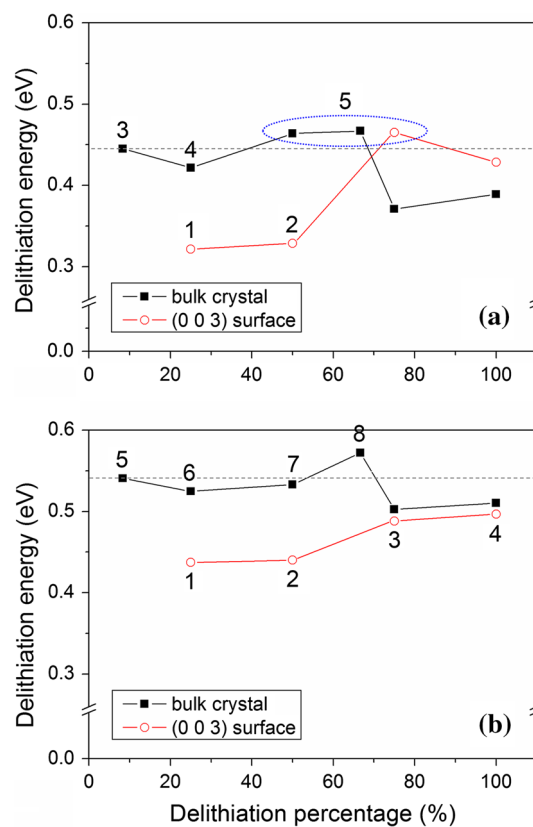 0.6
0.5
0.4
0.3
0.0
Delithiation energy (eV)
3
4
5
1
2
bulk crystal
(0 0 3) surface
(a)
0 20 40 60 80 100
0.6
0.5
0.4
0.3
0.0
Delithiation energy (eV)
5
6
7
8
1
2
3
4
bulk crystal
(0 0 3) surface
(b)
0 20 40 60 80 100
Delithiation percentage (%)